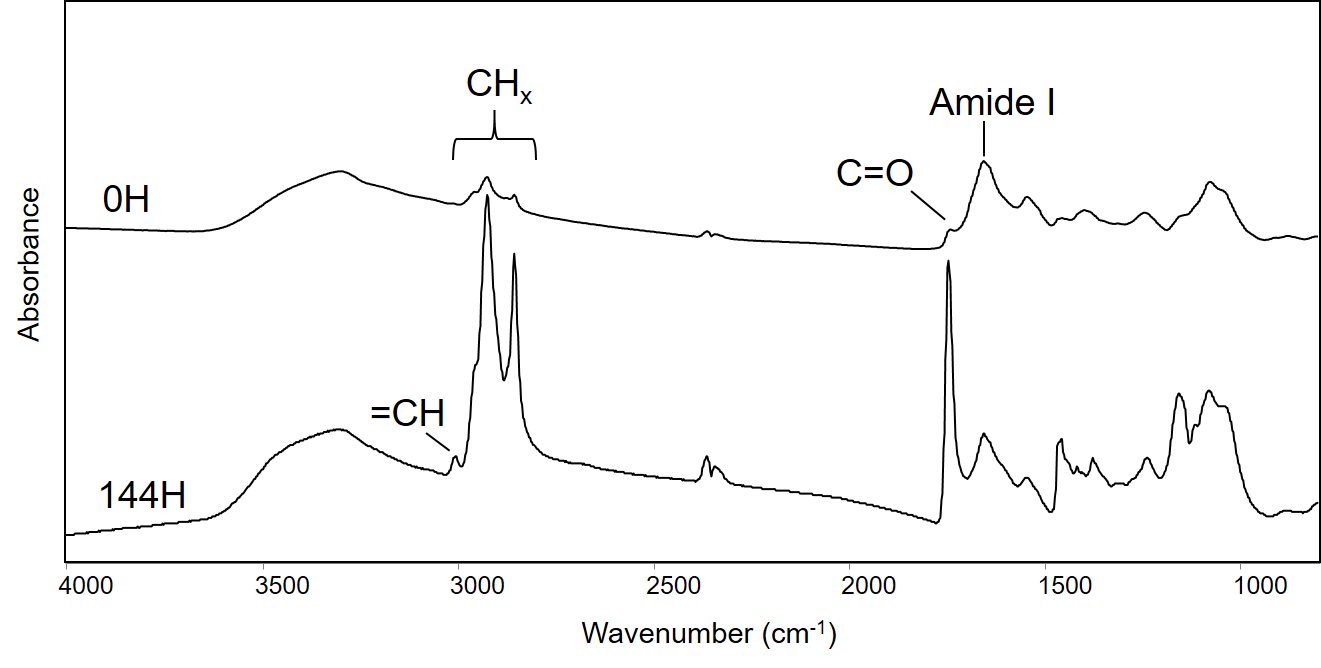 CHx
Amide I
C=O
0H
Absorbance
=CH
144H
4000 3500 3000 2500 2000 1500 1000
Wavenumber (cm-1)